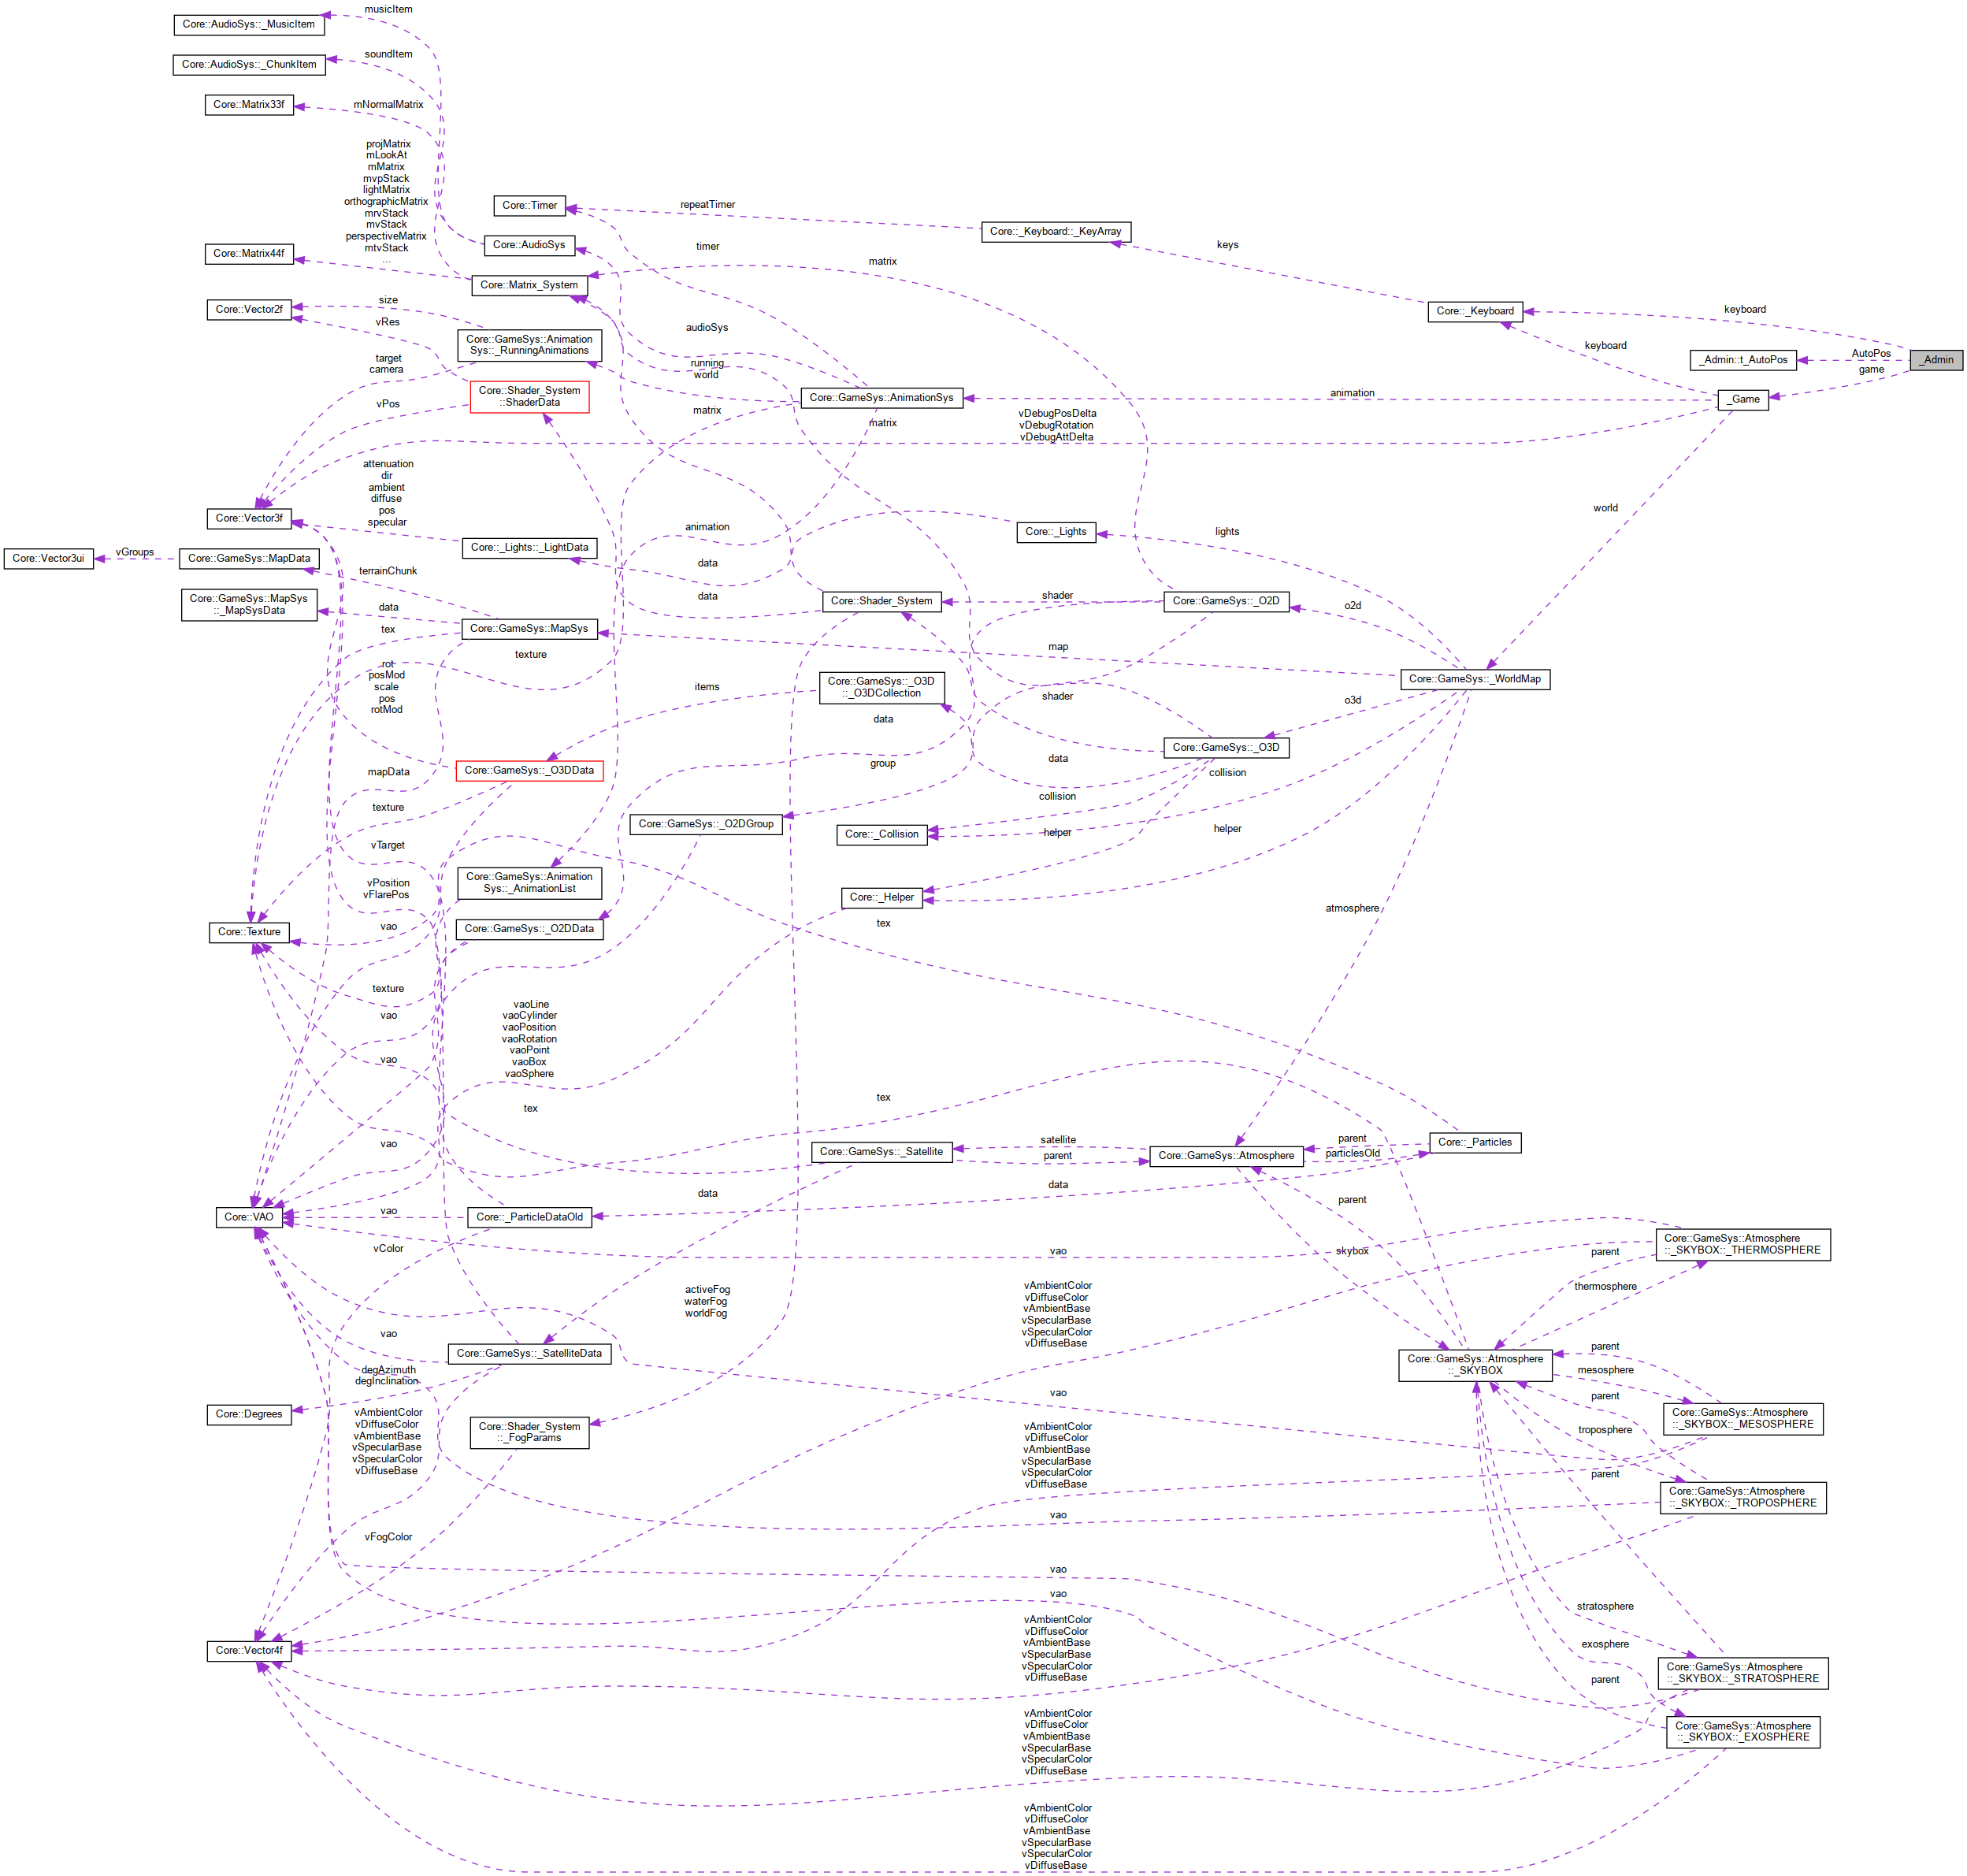 musicItem
Core::AudioSys::_MusicItem
soundItem
Core::AudioSys::_ChunkItem
mNormalMatrix
Core::Matrix33f
projMatrix
mLookAt
mMatrix
mvpStack
lightMatrix
orthographicMatrix
mrvStack
mvStack
perspectiveMatrix
mtvStack
...
Core::Matrix44f
Core::Timer
repeatTimer
Core::_Keyboard::_KeyArray
keys
Core::AudioSys
timer
matrix
Core::Matrix_System
Core::Vector2f
size
vRes
Core::_Keyboard
keyboard
keyboard
Core::GameSys::Animation
Sys::_RunningAnimations
audioSys
target
camera
running
world
_Admin::t_AutoPos
AutoPos
game
_Admin
Core::Shader_System
::ShaderData
vPos
Core::GameSys::AnimationSys
animation
_Game
matrix
matrix
vDebugPosDelta
vDebugRotation
vDebugAttDelta
attenuation
dir
ambient
diffuse
pos
specular
Core::Vector3f
animation
Core::_Lights
lights
world
Core::Vector3ui
vGroups
Core::GameSys::MapData
Core::_Lights::_LightData
data
terrainChunk
Core::GameSys::MapSys
::_MapSysData
data
data
Core::Shader_System
shader
Core::GameSys::_O2D
o2d
tex
Core::GameSys::MapSys
texture
map
rot
posMod
scale
pos
rotMod
items
Core::GameSys::_O3D
::_O3DCollection
shader
Core::GameSys::_WorldMap
o3d
data
Core::GameSys::_O3D
data
Core::GameSys::_O3DData
mapData
group
collision
texture
Core::GameSys::_O2DGroup
collision
Core::_Collision
helper
helper
vTarget
vPosition
vFlarePos
Core::GameSys::Animation
Sys::_AnimationList
Core::_Helper
atmosphere
Core::Texture
vao
Core::GameSys::_O2DData
tex
texture
vao
vaoLine
vaoCylinder
vaoPosition
vaoRotation
vaoPoint
vaoBox
vaoSphere
vao
tex
tex
vao
Core::GameSys::_Satellite
satellite
parent
Core::GameSys::Atmosphere
parent
particlesOld
Core::_Particles
data
data
Core::VAO
vao
Core::_ParticleDataOld
parent
vColor
vao
skybox
Core::GameSys::Atmosphere
::_SKYBOX::_THERMOSPHERE
parent
thermosphere
activeFog
waterFog
worldFog
vAmbientColor
vDiffuseColor
vAmbientBase
vSpecularBase
vSpecularColor
vDiffuseBase
vao
Core::GameSys::_SatelliteData
degAzimuth
degInclination
Core::GameSys::Atmosphere
::_SKYBOX
parent
mesosphere
parent
vao
Core::GameSys::Atmosphere
::_SKYBOX::_MESOSPHERE
Core::Degrees
vAmbientColor
vDiffuseColor
vAmbientBase
vSpecularBase
vSpecularColor
vDiffuseBase
Core::Shader_System
::_FogParams
vAmbientColor
vDiffuseColor
vAmbientBase
vSpecularBase
vSpecularColor
vDiffuseBase
troposphere
parent
Core::GameSys::Atmosphere
::_SKYBOX::_TROPOSPHERE
vFogColor
vao
vao
vao
stratosphere
vAmbientColor
vDiffuseColor
vAmbientBase
vSpecularBase
vSpecularColor
vDiffuseBase
Core::Vector4f
exosphere
parent
Core::GameSys::Atmosphere
::_SKYBOX::_STRATOSPHERE
Core::GameSys::Atmosphere
::_SKYBOX::_EXOSPHERE
vAmbientColor
vDiffuseColor
vAmbientBase
vSpecularBase
vSpecularColor
vDiffuseBase
vAmbientColor
vDiffuseColor
vAmbientBase
vSpecularBase
vSpecularColor
vDiffuseBase